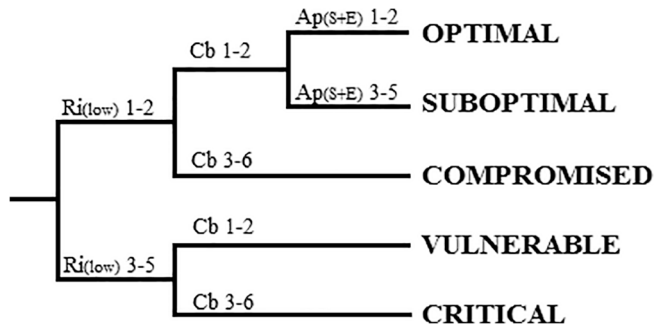 Ap(S+E) 1-2
OPTIMAL
Cb 1-2
Ap(S+E) 3-5
SUBOPTIMAL
Ri(low) 1-2
Cb 3-6
COMPROMISED
Cb 1-2
VULNERABLE
Ri(low) 3-5
Cb 3-6
CRITICAL